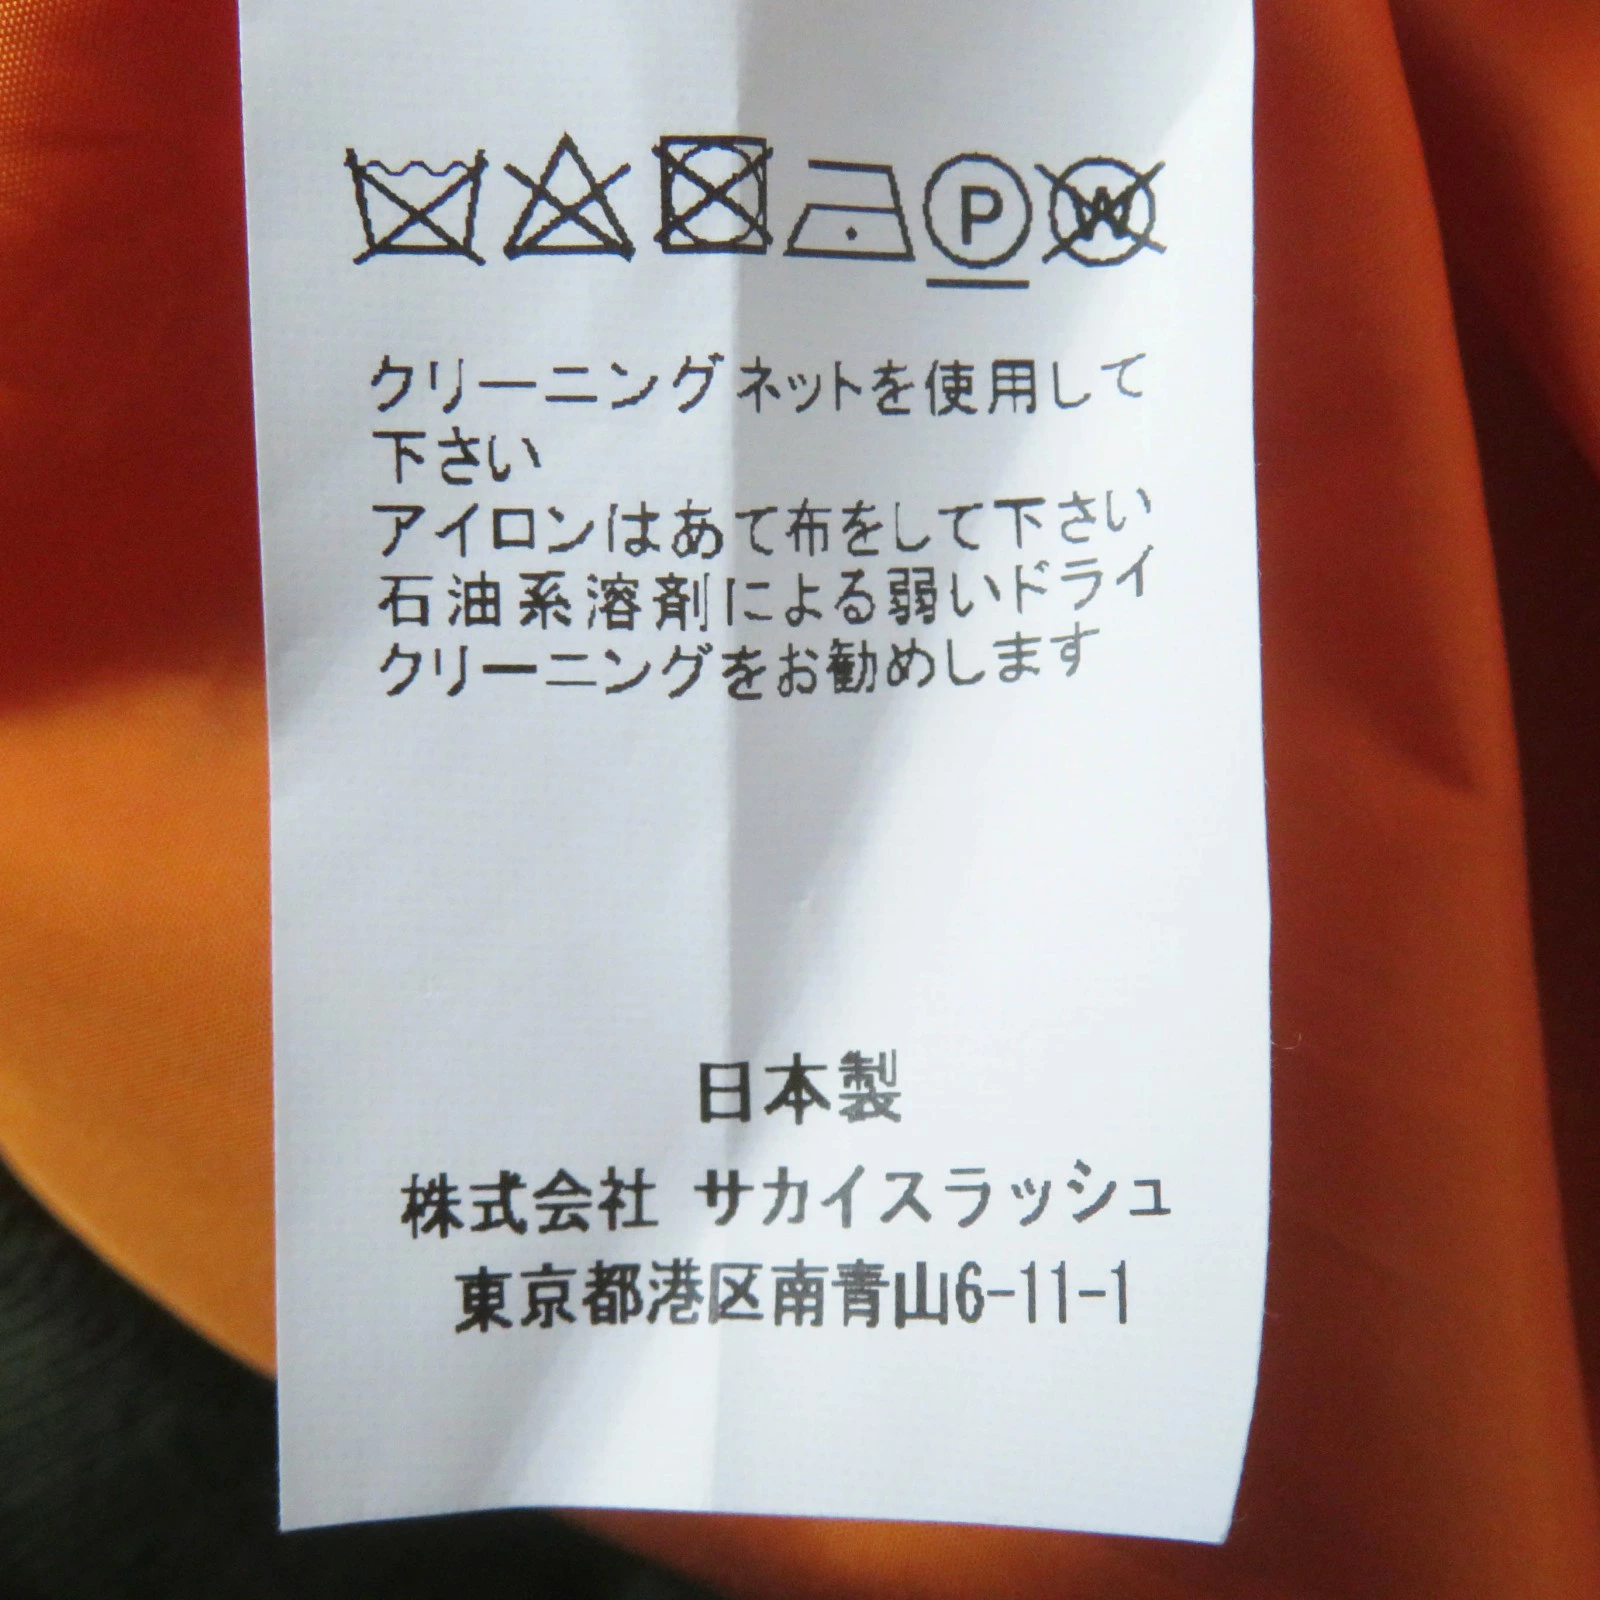 P W
クリーニングネットを使用して
下さい
アイロンはあて布をして下さい
石油系溶剤による弱いドライ
クリーニングをお勧めします
日本製
株式会社 サカイスラッシュ
東京都港区南青山6-11-1